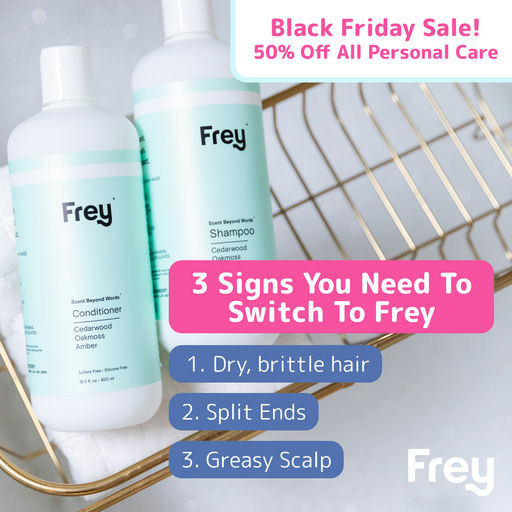 Black Friday Sale!
50% Off All Personal Care
Frey
Scent Beyond Words
Shampoo
Cedarwood
Oakmoss
Frey
Scent Beyond Words
Conditioner
Cedarwood
Oakmoss
Amber
Sulfate Free - Silicone Free
15.2 fl. oz - 450 ml
3 Signs You Need To
Switch To Frey
1. Dry, brittle hair
2. Split Ends
3. Greasy Scalp
Frey